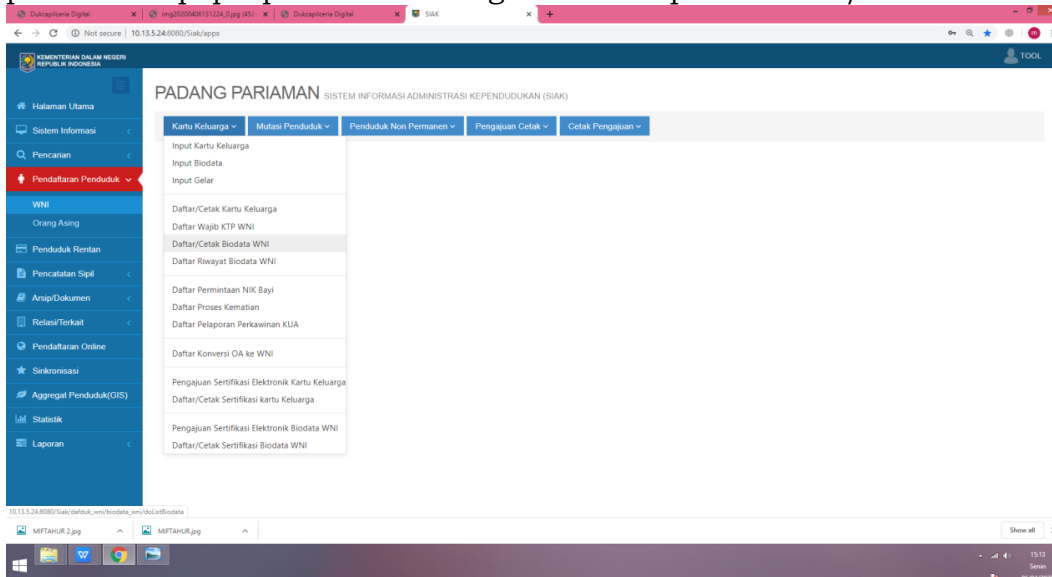 Dukcapilceria Digital
img20200406131224_0.jpg (452
Dukcapilceria Digital
SIAK
Not secure | 10.13.5.24:8080/Siak/apps
KEMENTERIAN DALAM NEGERI
REPUBLIK INDONESIA
TOOL
PADANG PARIAMAN SISTEM INFORMASI ADMINISTRASI KEPENDUDUKAN (SIAK)
Halaman Utama
Sistem Informasi
Pencarian
Pendaftaran Penduduk
WNI
Orang Asing
Penduduk Rentan
Pencatatan Sipil
Arsip/Dokumen
Relasi/Terkait
Pendaftaran Online
Sinkronisasi
Aggregat Penduduk(GIS)
Statistik
Laporan
Kartu Keluarga
Mutasi Penduduk
Penduduk Non Permanen
Pengajuan Cetak
Cetak Pengajuan
Input Kartu Keluarga
Input Biodata
Input Gelar
Daftar/Cetak Kartu Keluarga
Daftar Wajib KTP WNI
Daftar/Cetak Biodata WNI
Daftar Riwayat Biodata WNI
Daftar Permintaan NIK Bayi
Daftar Proses Kematian
Daftar Pelaporan Perkawinan KUA
Daftar Konversi OA ke WNI
Pengajuan Sertifikasi Elektronik Kartu Keluarga
Daftar/Cetak Sertifikasi kartu Keluarga
Pengajuan Sertifikasi Elektronik Biodata WNI
Daftar/Cetak Sertifikasi Biodata WNI
10.13.5.24:8080/Siak/dafduk_wni/biodata_wni/doListBiodata
MIFTAHUR 2.jpg
MIFTAHUR.jpg
Show all
15:13
Senin